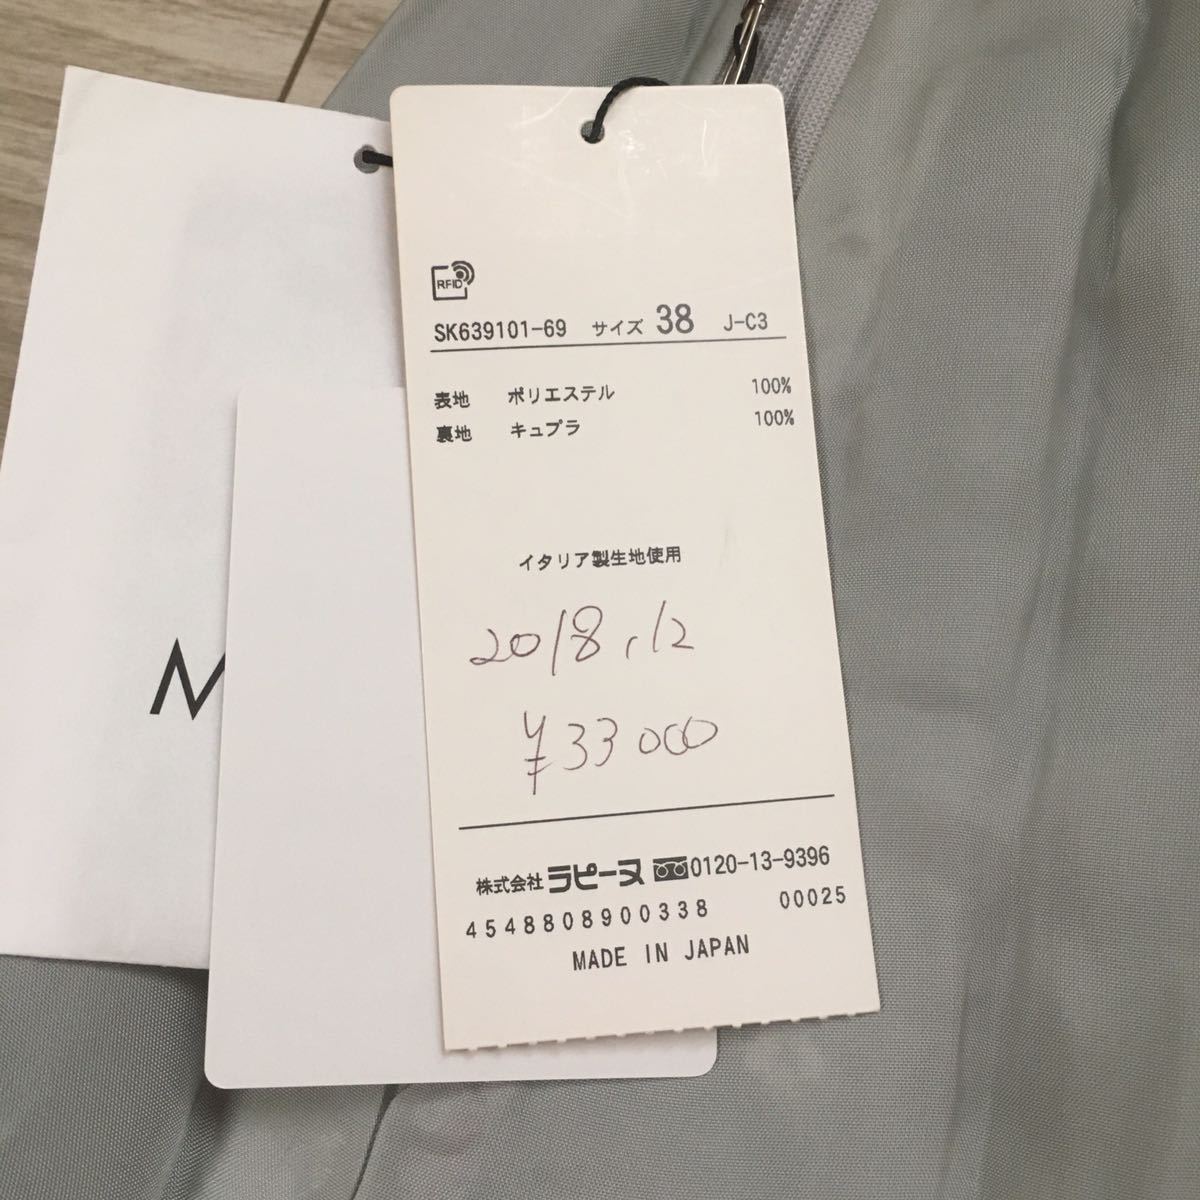 RFID
SK639101-69 サイズ 38 J-C3
表地 ポリエステル 100%
裏地 キュプラ 100%
イタリア製生地使用
2018.12
¥33000
株式会社 ラピーヌ 0120-13-9396
4548808900338 00025
MADE IN JAPAN
M